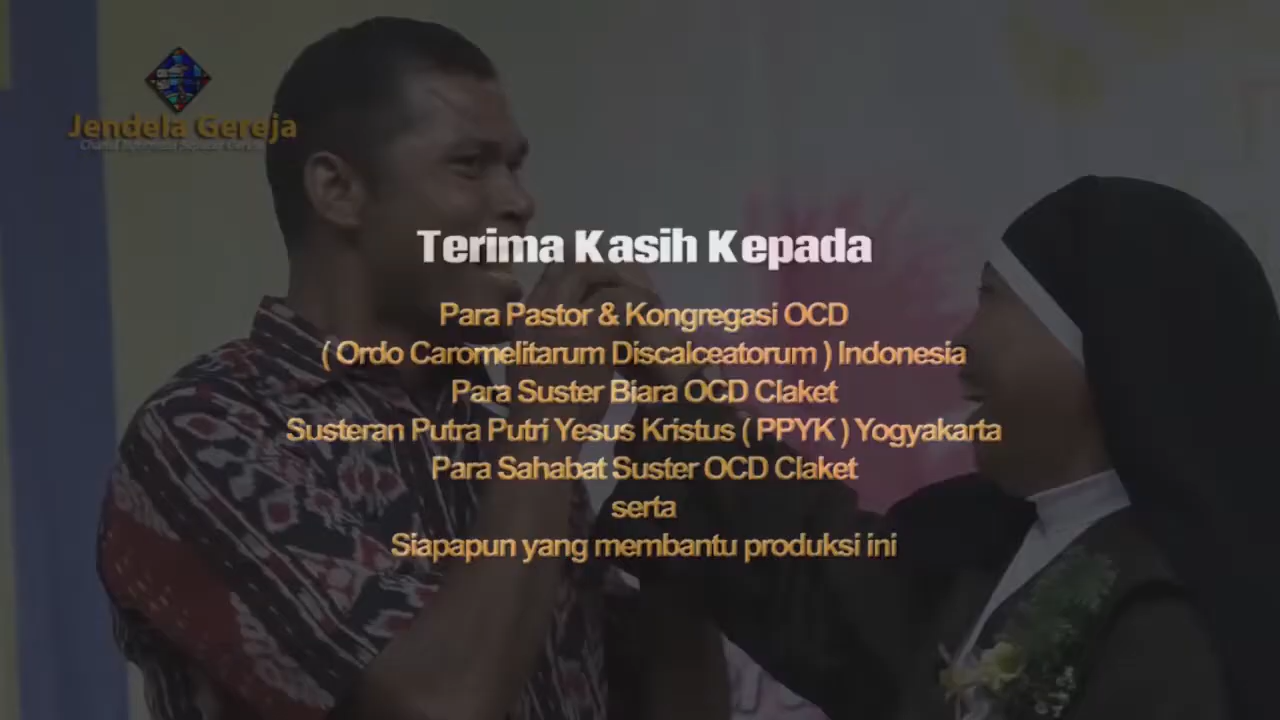 Jendela Gereja
Terima Kasih Kepada
Para Pastor & Kongregasi OCD
( Ordo Caromelitarum Discalceatorum ) Indonesia
Para Suster Biara OCD Claket
Susteran Putra Putri Yesus Kristus ( PPYK ) Yogyakarta
Para Sahabat Suster OCD Claket
serta
Siapapun yang membantu produksi ini